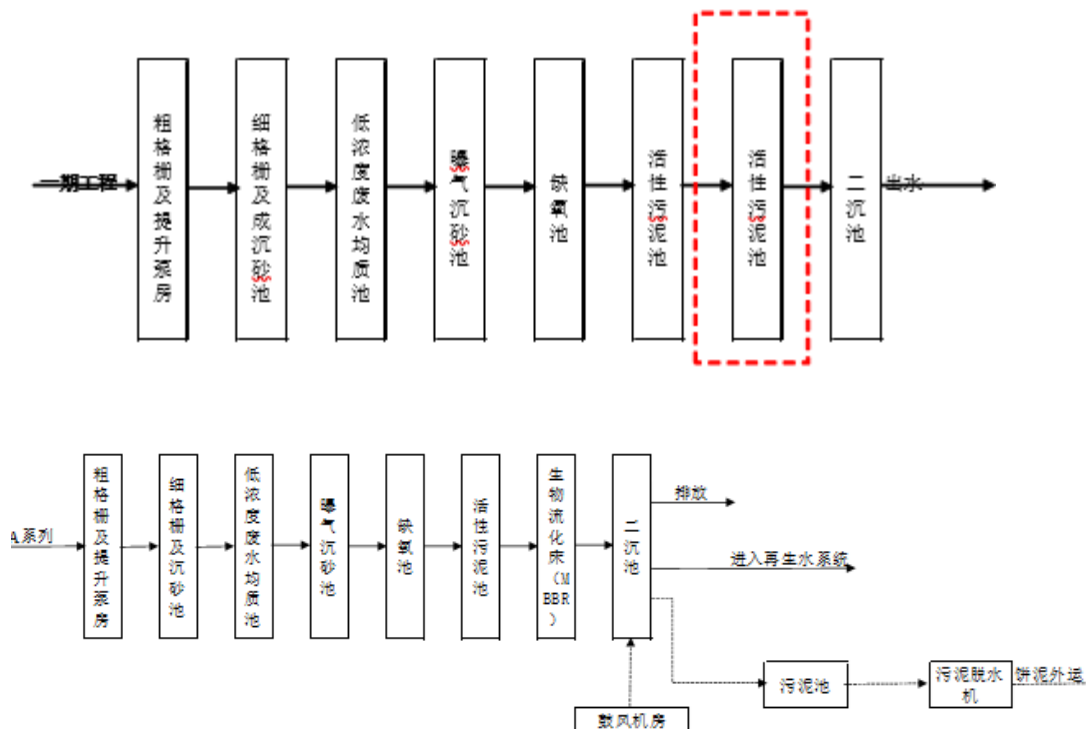 一期工程
粗格栅及提升泵房
细格栅及成沉砂池
低浓度废水均质池
曝气沉砂池
缺氧池
活性污泥池
活性污泥池
二沉池
出水
A系列
粗格栅及提升泵房
细格栅及沉砂池
低浓度废水均质池
曝气沉砂池
缺氧池
活性污泥池
生物流化床（MBBR）
二沉池
排放
进入再生水系统
污泥池
污泥脱水机
饼泥外运
鼓风机房